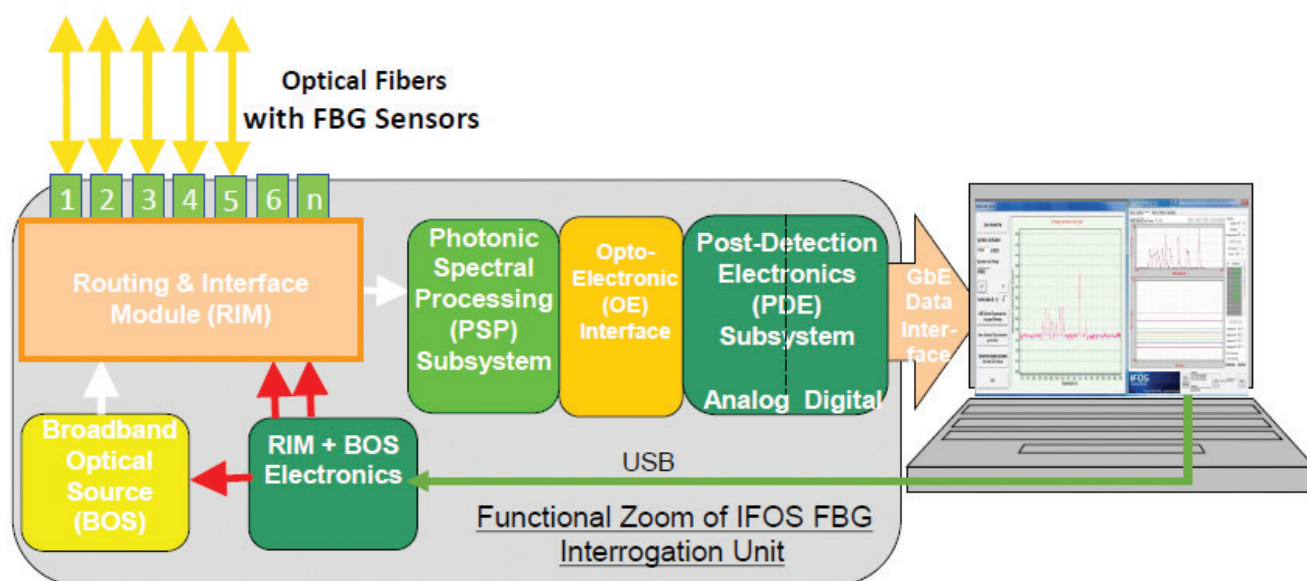 Optical Fibers
with FBG Sensors
1 2 3 4 5 6 n
Routing & Interface
Module (RIM)
Photonic
Spectral
Processing
(PSP)
Subsystem
Opto-
Electronic
(OE)
Interface
Post-Detection
Electronics
(PDE)
Subsystem
Analog Digital
GbE
Data
Inter-
face
IFOS
Broadband
Optical
Source
(BOS)
RIM + BOS
Electronics
USB
Functional Zoom of IFOS FBG
Interrogation Unit